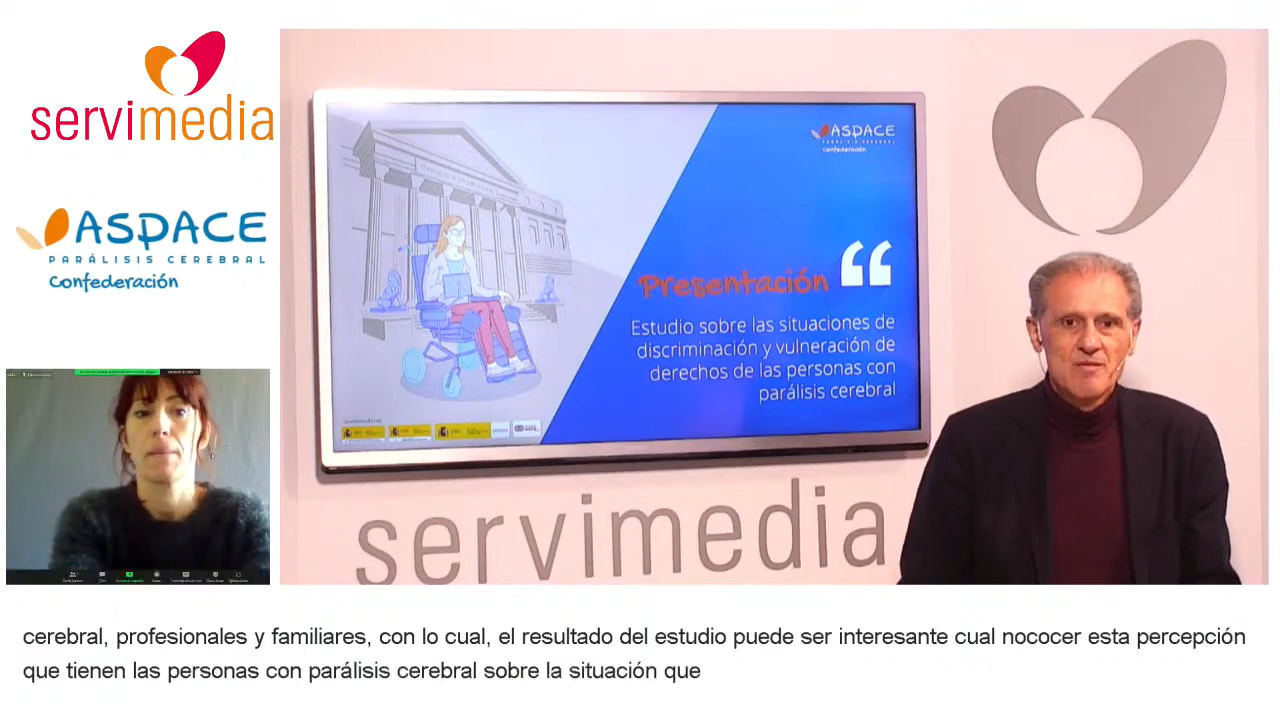 servimedia
ASPACE
PARÁLISIS CEREBRAL
Confederación
ASPACE
PARÁLISIS CEREBRAL
Confederación
Presentación
Estudio sobre las situaciones de
discriminación y vulneración de
derechos de las personas con
parálisis cerebral
servimedia
cerebral, profesionales y familiares, con lo cual, el resultado del estudio puede ser interesante cual nococer esta percepción
que tienen las personas con parálisis cerebral sobre la situación que